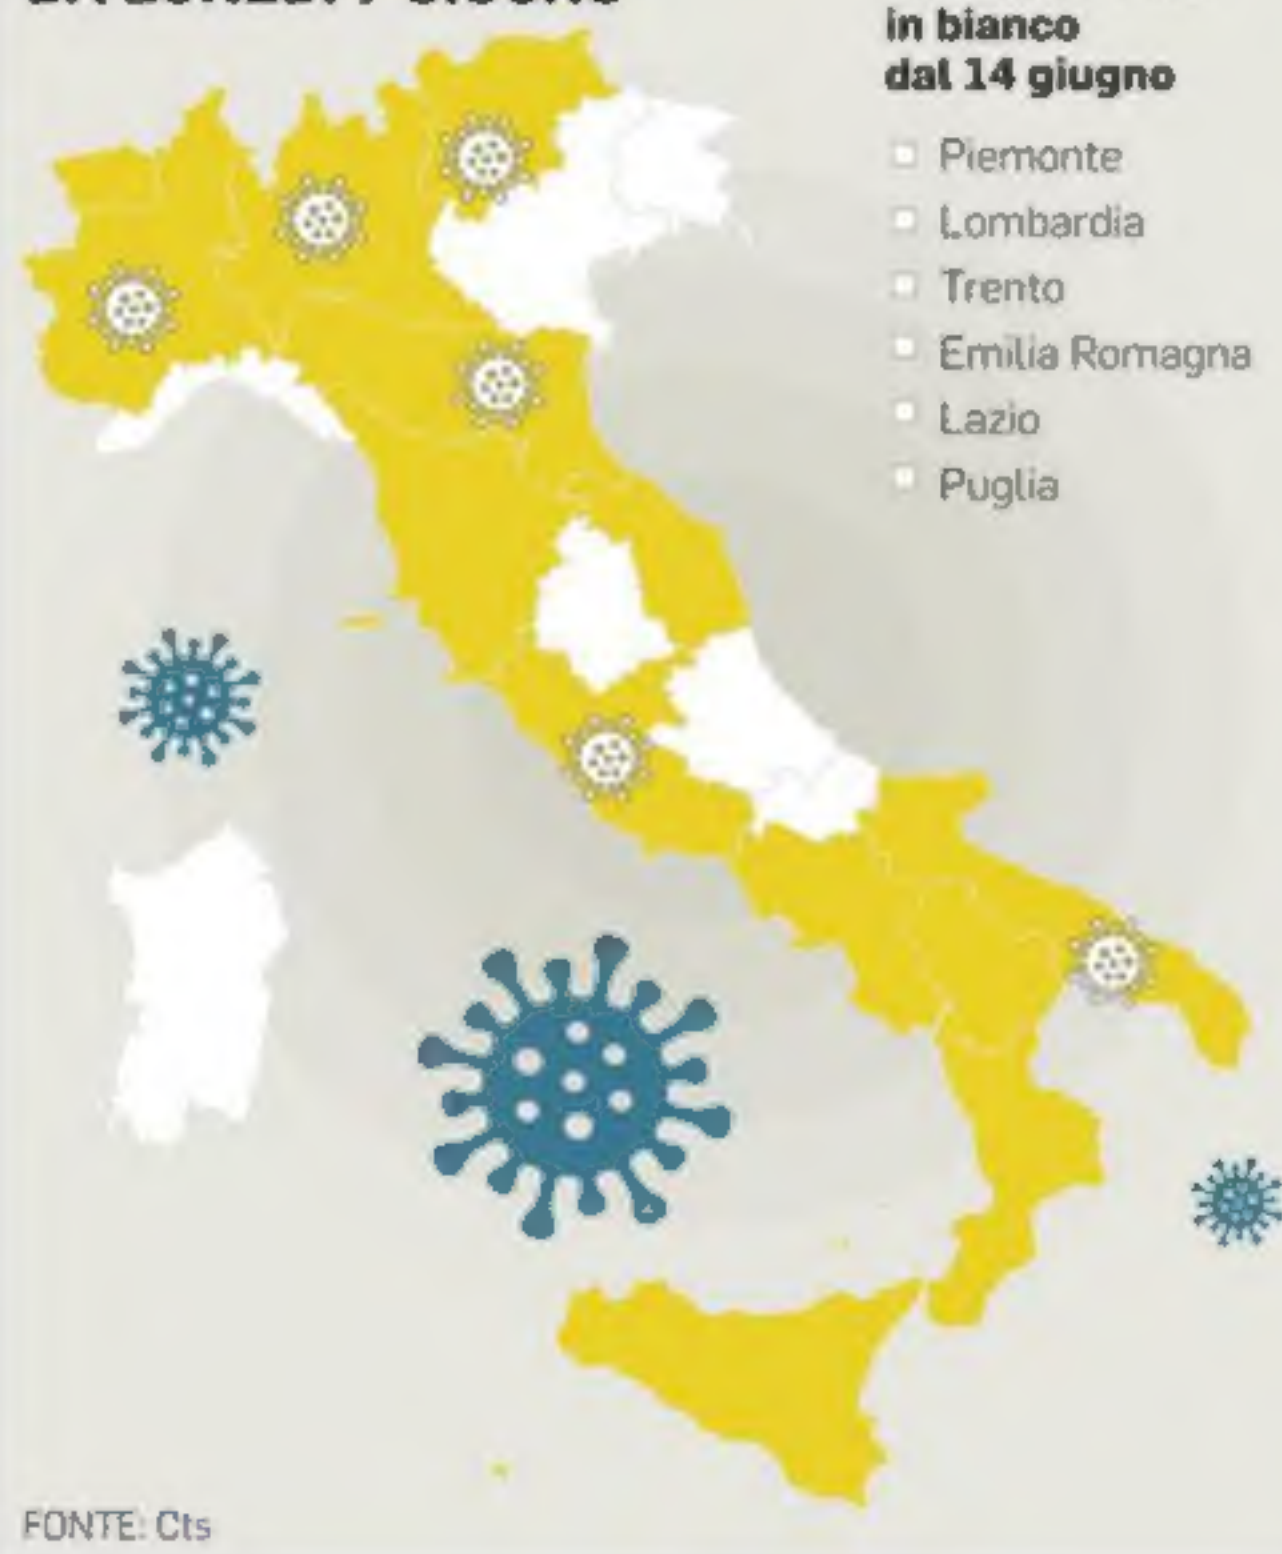 in bianco
dal 14 giugno
Piemonte
Lombardia
Trento
Emilia Romagna
Lazio
Puglia
FONTE: Cts